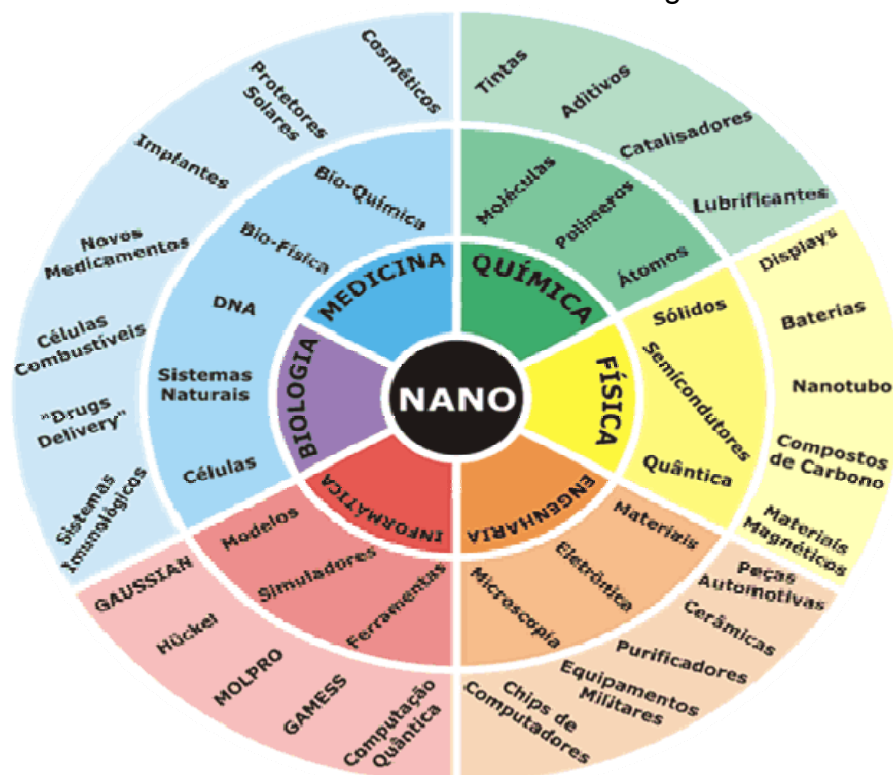 NANO
MEDICINA
QUÍMICA
FÍSICA
ENGENHARIA
INFORMÁTICA
BIOLOGIA
Bio-Química
Bio-Física
DNA
Sistemas
Naturais
Células
Moléculas
Polímeros
Átomos
Sólidos
Semicondutores
Quântica
Materiais
Eletrônica
Microscopia
Ferramentas
Simuladores
Modelos
Cosméticos
Protetores
Solares
Implantes
Novos
Medicamentos
Células
Combustíveis
"Drugs
Delivery"
Sistemas
Imunológicos
Tintas
Aditivos
Catalisadores
Lubrificantes
Displays
Baterias
Nanotubo
Compostos
de Carbono
Materiais
Magnéticos
Peças
Automotivas
Cerâmicas
Purificadores
Equipamentos
Militares
Chips de
Computadores
Computação
Quântica
GAMESS
MOLPRO
Hückel
GAUSSIAN